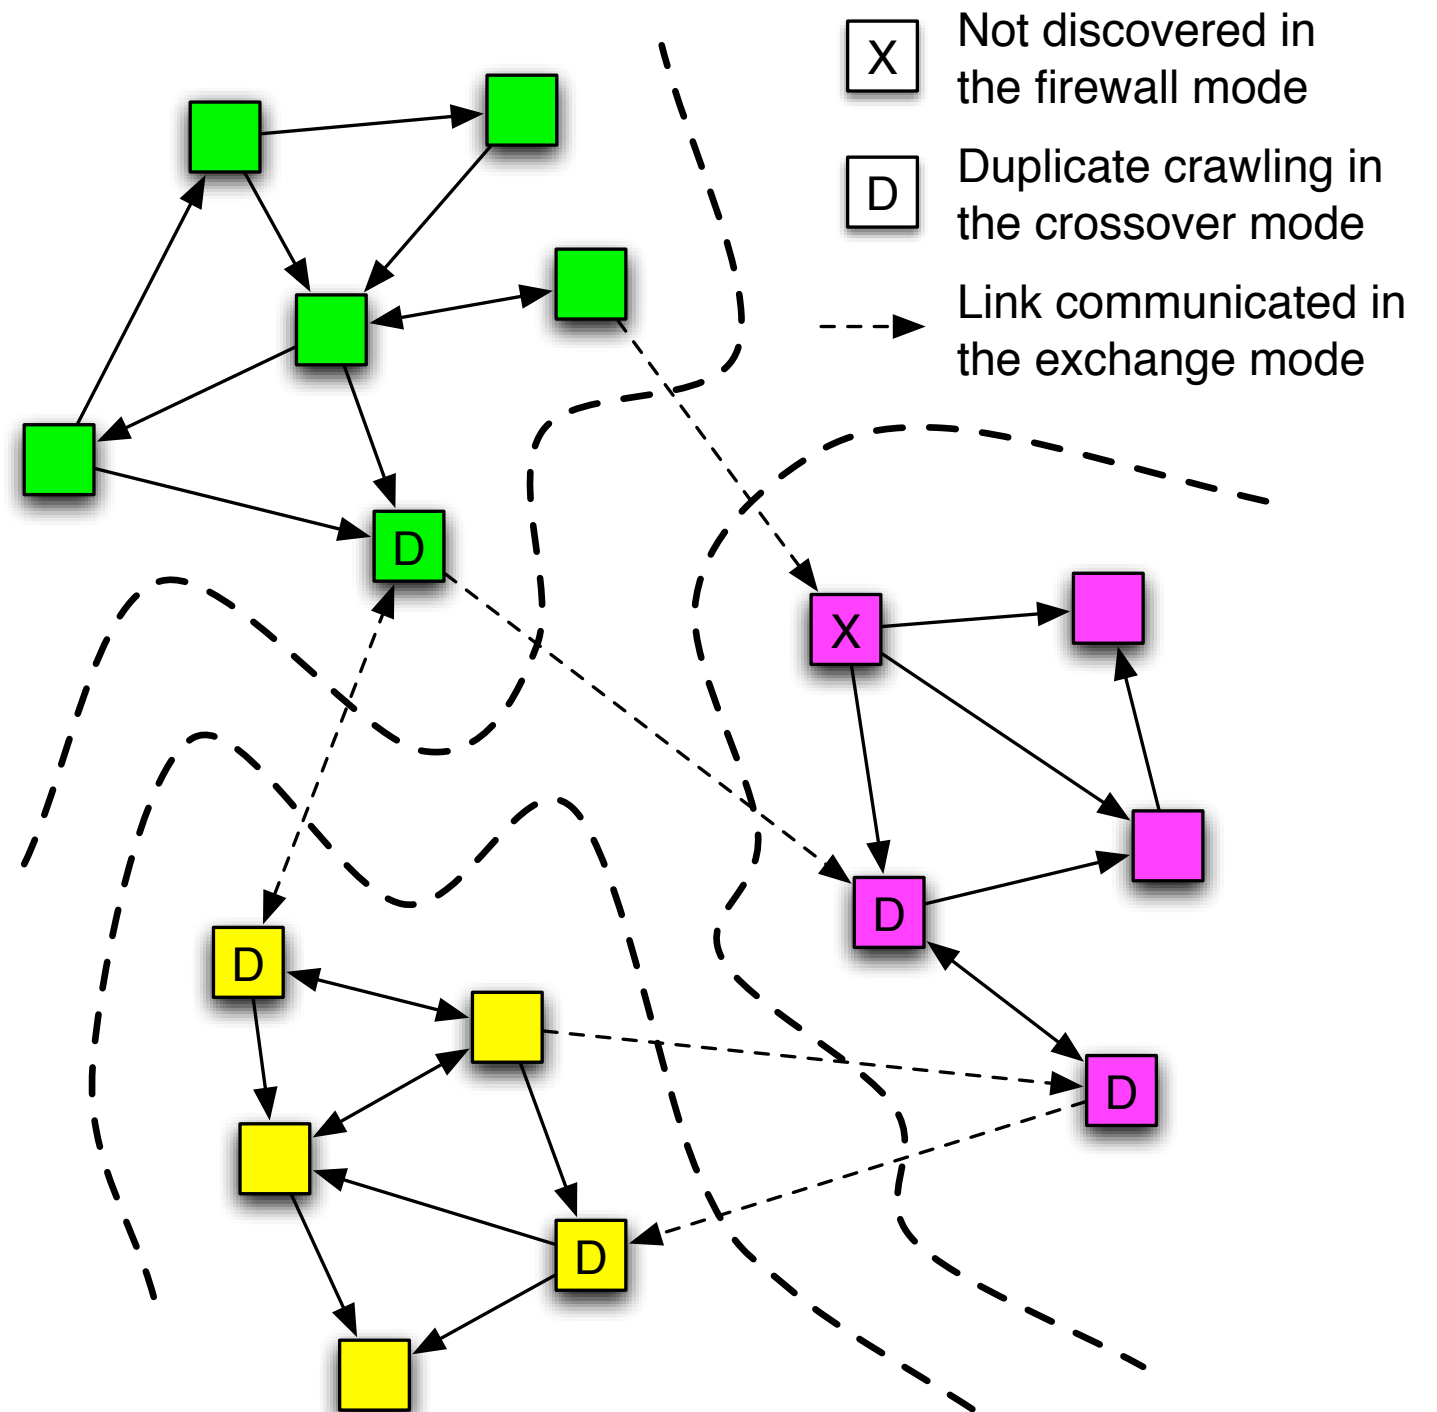 X
Not discovered in
the firewall mode
D
Duplicate crawling in
the crossover mode
Link communicated in
the exchange mode
D
X
D
D
D
D